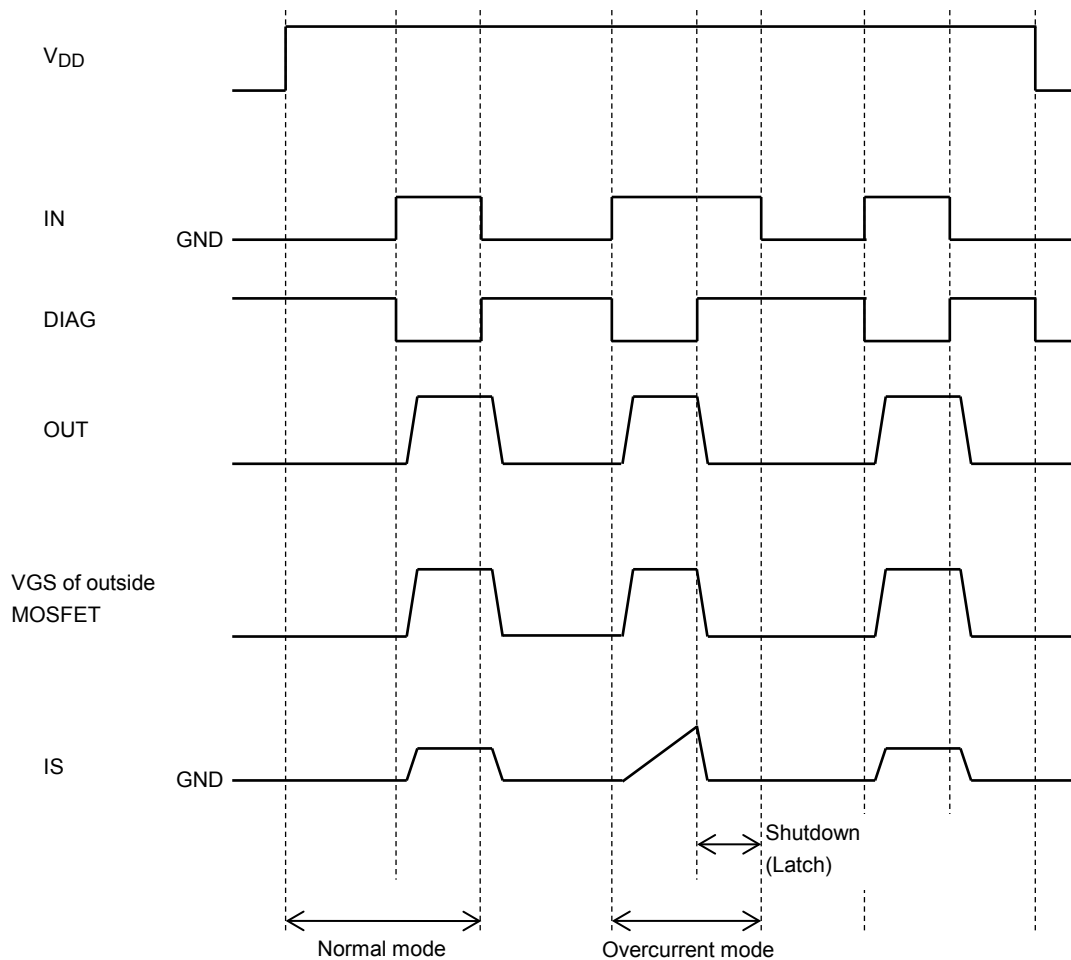 VDD
IN
GND
DIAG
OUT
VGS of outside
MOSFET
IS
GND
Shutdown
(Latch)
Normal mode
Overcurrent mode